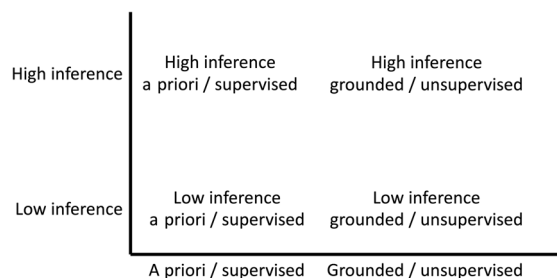 High inference
High inference
a priori / supervised
High inference
grounded / unsupervised
Low inference
Low inference
a priori / supervised
Low inference
grounded / unsupervised
A priori / supervised
Grounded / unsupervised